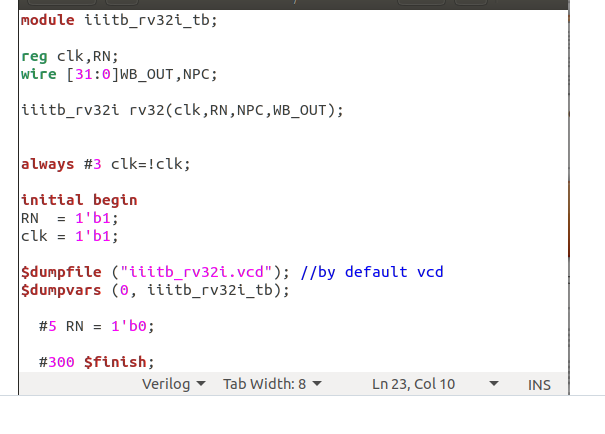 module iiitb_rv32i_tb;
reg clk,RN;
wire [31:0]WB_OUT,NPC;
iiitb_rv32i rv32(clk,RN,NPC,WB_OUT);
always #3 clk=!clk;
initial begin
RN  = 1'b1;
clk = 1'b1;
$dumpfile ("iiitb_rv32i.vcd"); //by default vcd
$dumpvars (0, iiitb_rv32i_tb);
  #5 RN = 1'b0;
  #300 $finish;
Verilog Tab Width: 8 Ln 23, Col 10 INS